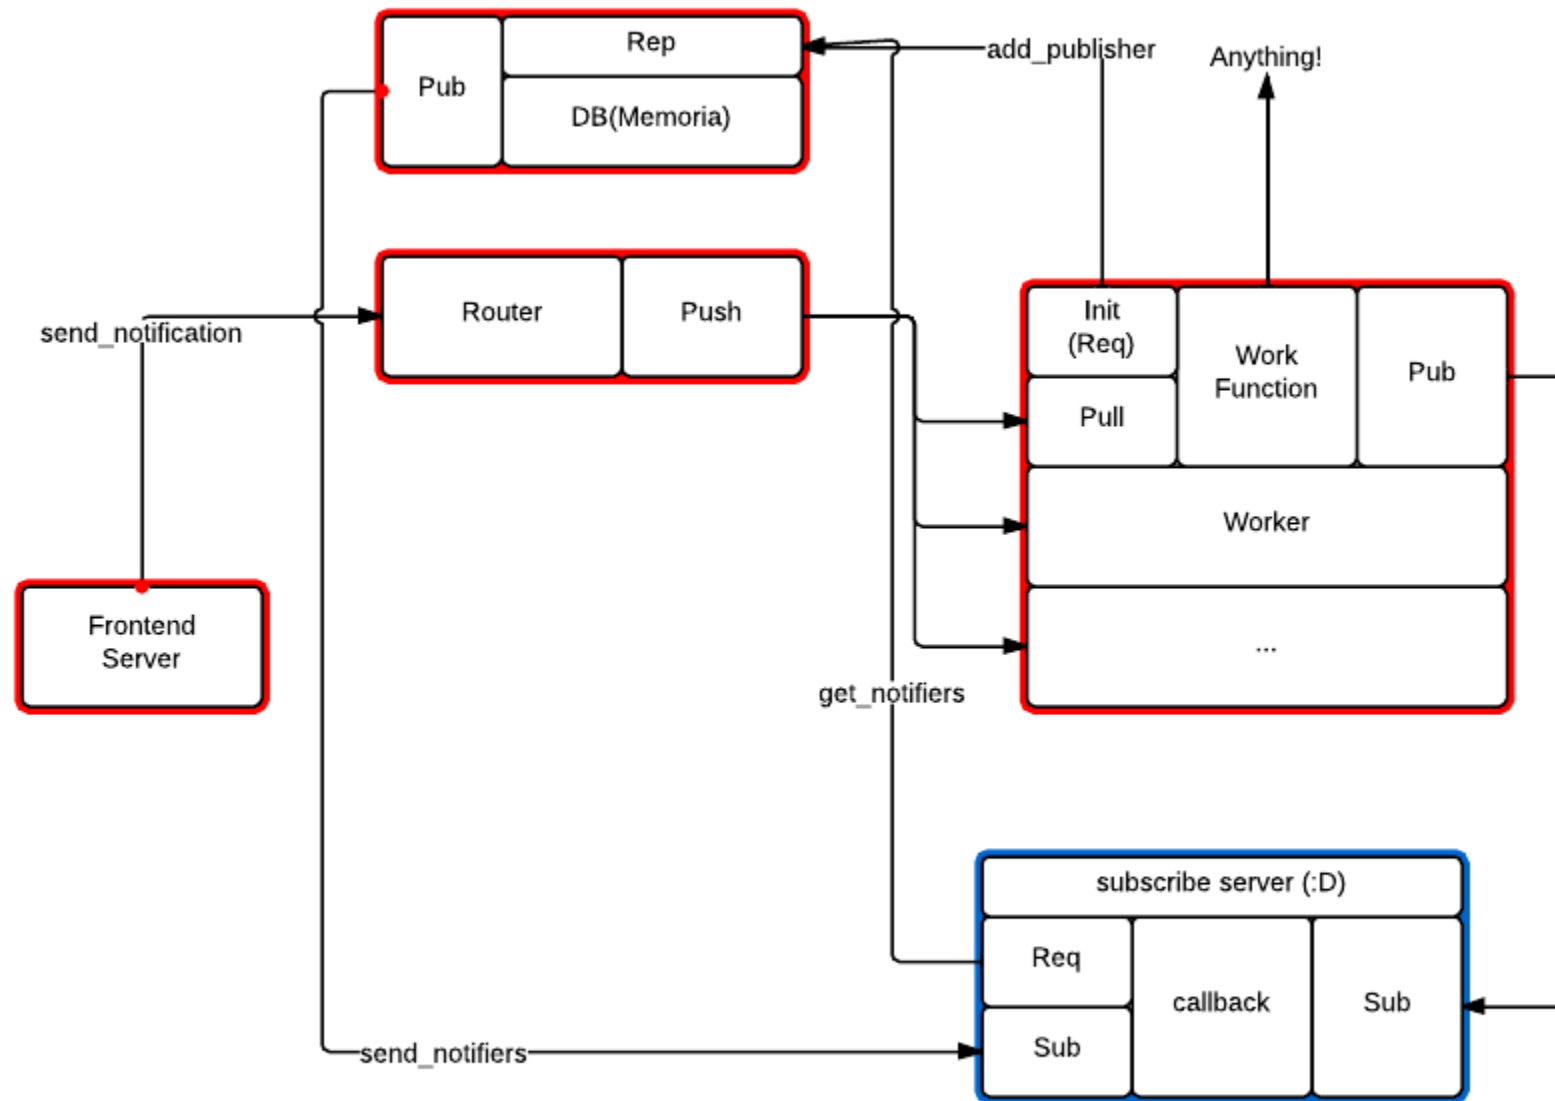 Pub
Rep
DB(Memoria)
add_publisher
Anything!
send_notification
Router
Push
Init
(Req)
Pull
Work
Function
Pub
Worker
...
Frontend
Server
get_notifiers
subscribe server (:D)
Req
callback
Sub
Sub
send_notifiers